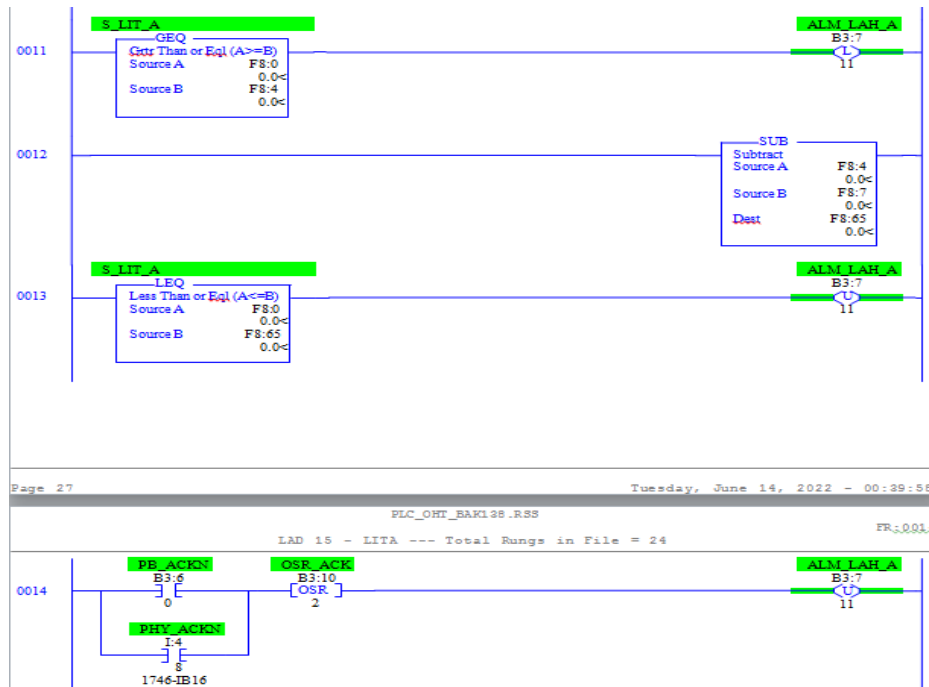 S_LIT_A
ALM_LAH_A
GEQ
B3:7
0011
Grtr Than or Eql (A>=B)
L
Source A F8:0
11
0.0<
Source B F8:4
0.0<
SUB
0012
Subtract
Source A F8:4
0.0<
Source B F8:7
0.0<
Dest F8:65
0.0<
S_LIT_A
ALM_LAH_A
LEQ
B3:7
0013
Less Than or Eql (A<=B)
U
Source A F8:0
11
0.0<
Source B F8:65
0.0<
Page 27
Tuesday, June 14, 2022 - 00:39:58
PLC_OHT_BAK138.RSS
LAD 15 - LITA --- Total Rungs in File = 24
PB_ACKN OSR_ACK ALM_LAH_A
B3:6 B3:10 B3:7
0014
OSR
U
0 2 11
PHY_ACKN
I:4
8
1746-IB16